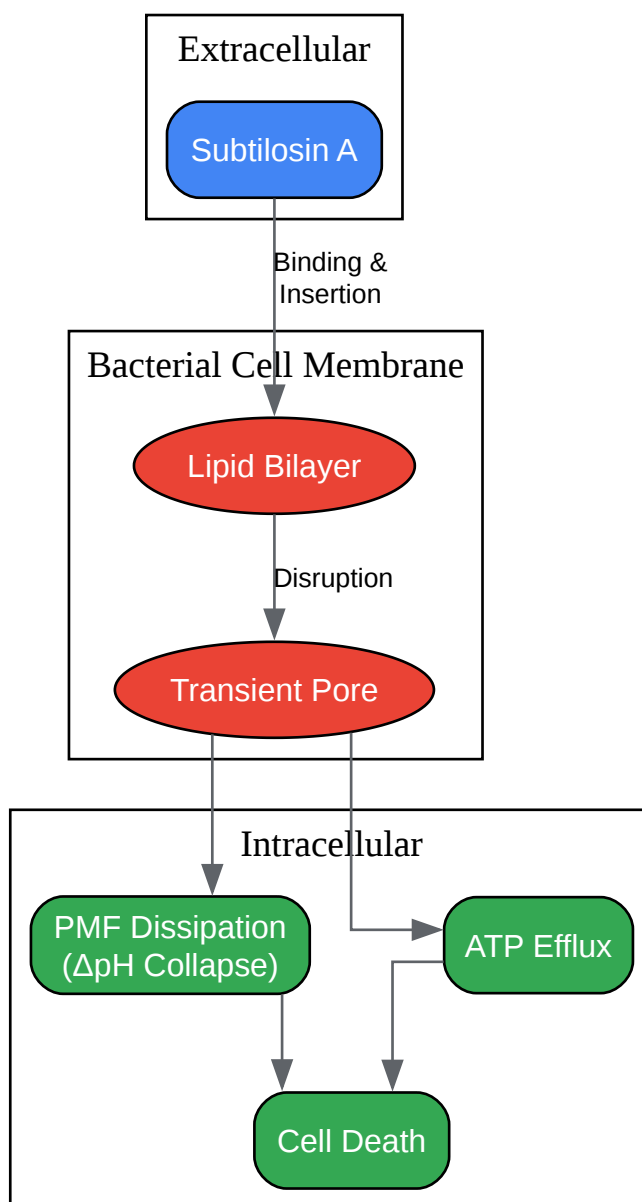 Extracellular
Subtilosin A
Binding &
Insertion
Bacterial Cell Membrane
Lipid Bilayer
Disruption
Transient Pore
Intracellular
PMF Dissipation
(ΔpH Collapse)
ATP Efflux
Cell Death